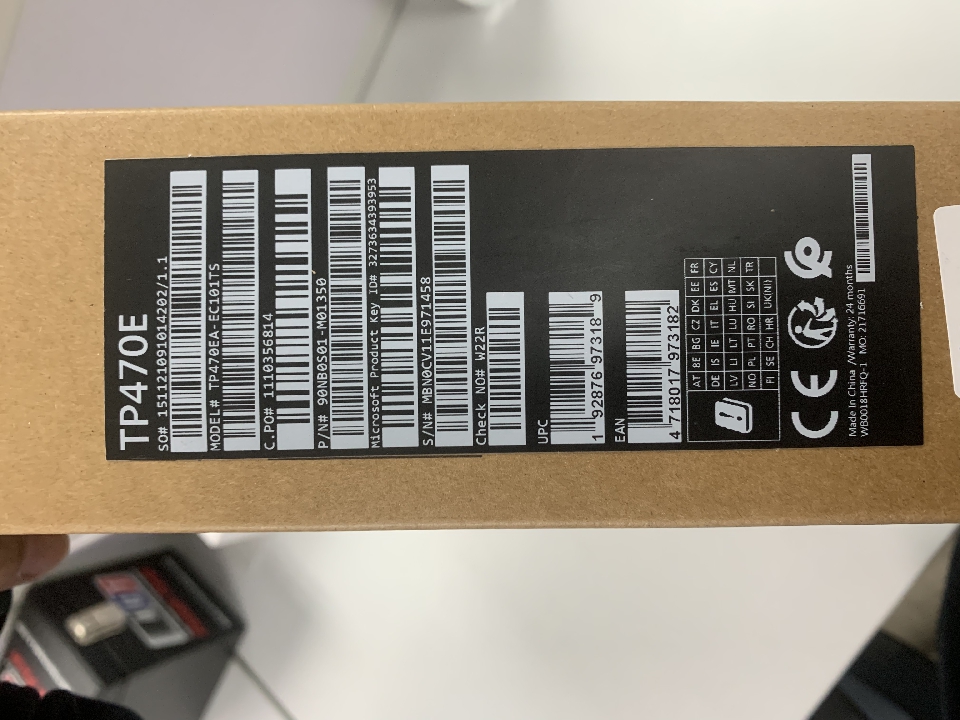 TP470E
SO# 151121091014202/1.1
MODEL# TP470EA-EC101TS
C.PO# 1110356814
P/N# 90NB0S01-M01350
Microsoft Product Key ID# 3273634393953
S/N# MBN0CV11E971458
Check NO# W22R
UPC
1 92876 97318 9
EAN
4 718017 973182
AT BE BG CZ DK EE FR
DE IS IE IT EL ES CY
LV LI LT LU HU MT NL
NO PL PT RO SI SK TR
FI SE CH HR UK(NI)
CE
Made in China /Warranty: 24 months
WB0018HRFQ-1 MO: 21716691